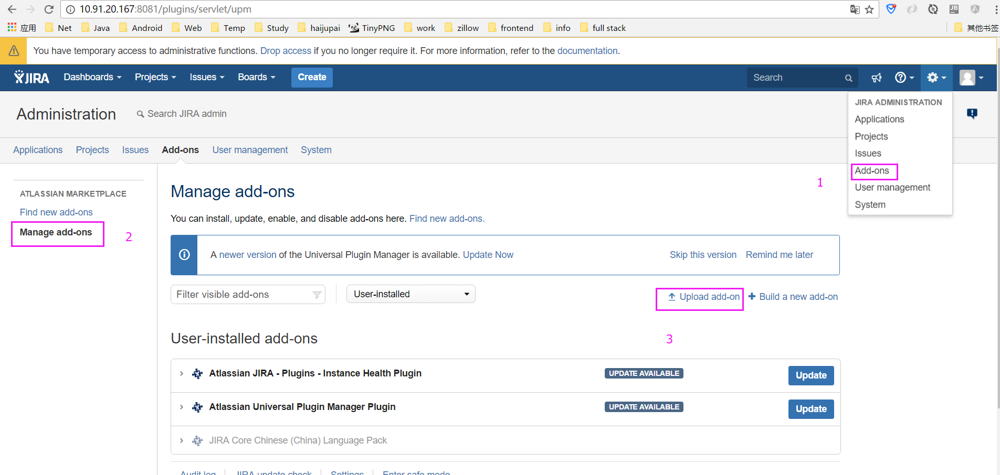 10.91.20.167:8081/plugins/servlet/upm
应用 Net Java Android Web Temp Study haijupai TinyPNG work zillow frontend info full stack 其他书签
You have temporary access to administrative functions. Drop access if you no longer require it. For more information, refer to the documentation.
JIRA Dashboards Projects Issues Boards Create Search
Administration Search JIRA admin
JIRA ADMINISTRATION
Applications
Projects
Issues
Add-ons
User management
System
1
Applications Projects Issues Add-ons User management System
ATLASSIAN MARKETPLACE
Find new add-ons
Manage add-ons
2
Manage add-ons
You can install, update, enable, and disable add-ons here. Find new add-ons.
A newer version of the Universal Plugin Manager is available. Update Now Skip this version Remind me later
Filter visible add-ons User-installed Upload add-on Build a new add-on
3
User-installed add-ons
Atlassian JIRA - Plugins - Instance Health Plugin UPDATE AVAILABLE Update
Atlassian Universal Plugin Manager Plugin UPDATE AVAILABLE Update
JIRA Core Chinese (China) Language Pack
Audit log JIRA update check Settings Enter safe mode